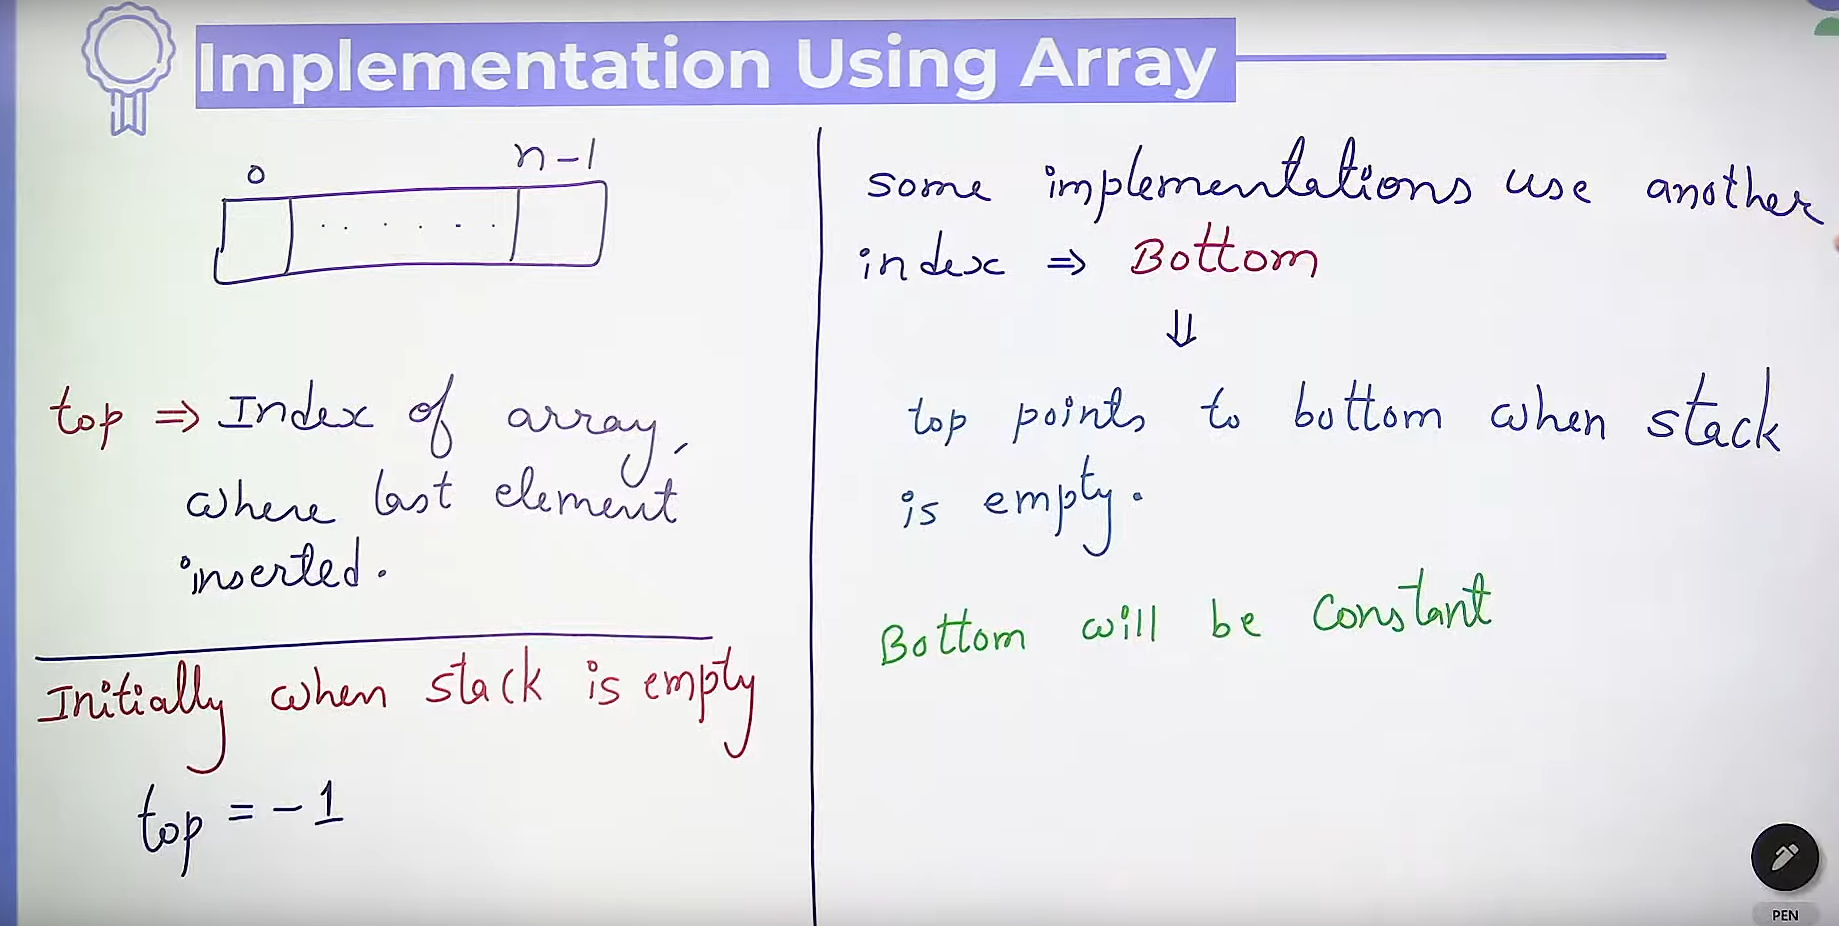 Implementation Using Array
0
n-1
top ⇒ Index of array,
where last element
inserted.
Initially when stack is empty
top = -1
some implementations use another
index ⇒ Bottom
⇓
top points to bottom when stack
is empty.
Bottom will be constant
PEN